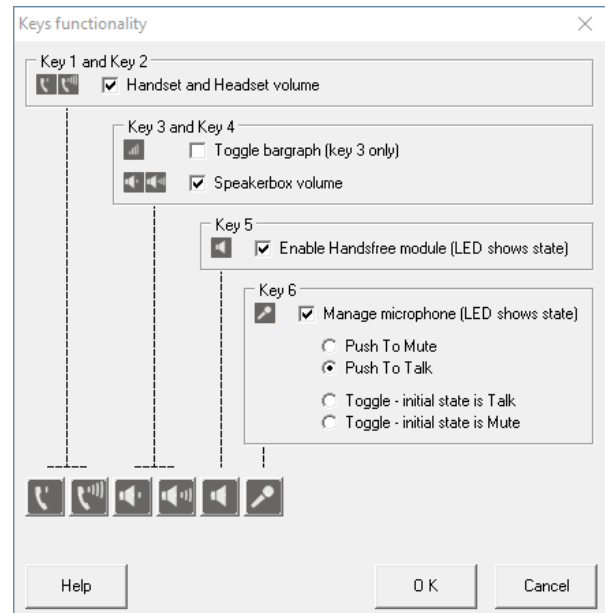 Keys functionality
Key 1 and Key 2
Handset and Headset volume
Key 3 and Key 4
Toggle bargraph (key 3 only)
Speakerbox volume
Key 5
Enable Handsfree module (LED shows state)
Key 6
Manage microphone (LED shows state)
Push To Mute
Push To Talk
Toggle - initial state is Talk
Toggle - initial state is Mute
Help
O K
Cancel